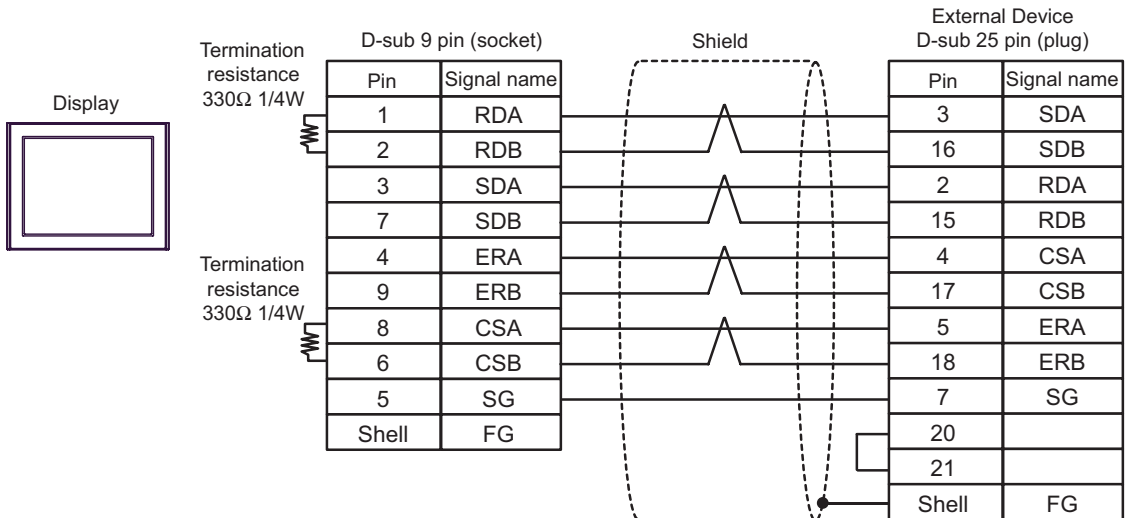 Display
Termination
resistance
330Ω 1/4W
Termination
resistance
330Ω 1/4W
D-sub 9 pin (socket)
Pin Signal name
1 RDA
2 RDB
3 SDA
7 SDB
4 ERA
9 ERB
8 CSA
6 CSB
5 SG
Shell FG
Shield
External Device
D-sub 25 pin (plug)
Pin Signal name
3 SDA
16 SDB
2 RDA
15 RDB
4 CSA
17 CSB
5 ERA
18 ERB
7 SG
20
21
Shell FG